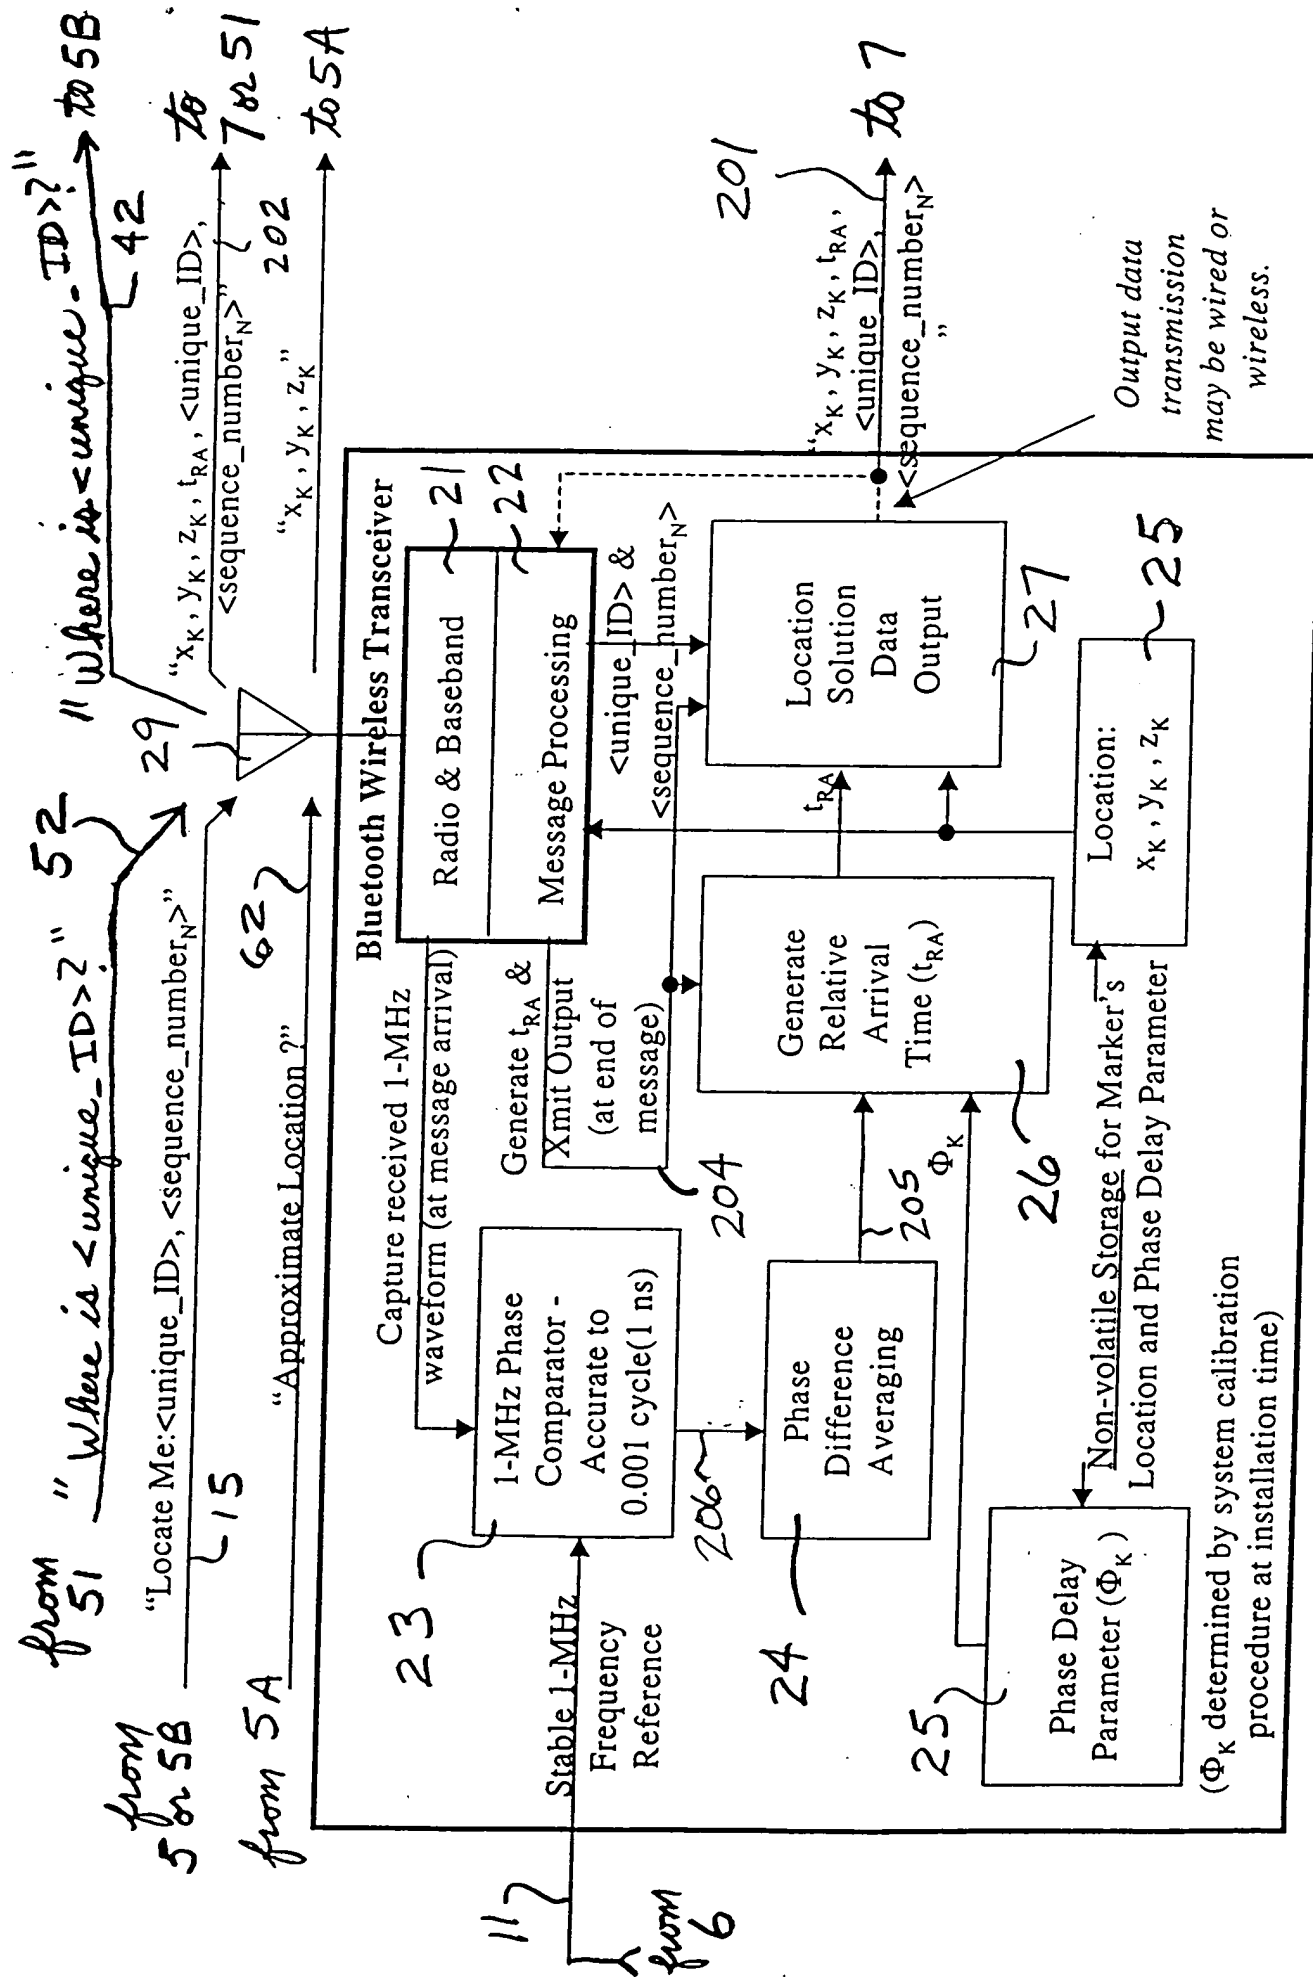 from
51
" Where is <unique_ID>? "
52
" Where is <unique-ID>? "
to 5B
42
from
5 or 5B
"Locate Me:<unique_ID>, <sequence_numberN>"
15
29
"xK , yK , zK , tRA , <unique_ID>,
<sequence_numberN>"
202
to
7 or 51
from 5A
"Approximate Location ?"
62
"xK , yK , zK"
to 5A
Bluetooth Wireless Transceiver
Radio & Baseband
21
Message Processing
22
Capture received 1-MHz
waveform (at message arrival)
Generate tRA &
Xmit Output
(at end of
message)
204
<unique_ID> &
<sequence_numberN>
11
from
6
Stable 1-MHz
Frequency
Reference
23
1-MHz Phase
Comparator -
Accurate to
0.001 cycle(1 ns)
206
24
Phase
Difference
Averaging
205
ΦK
Generate
Relative
Arrival
Time (tRA)
26
tRA
Location
Solution
Data
Output
27
"xK , yK , zK , tRA ,
<unique_ID>,
<sequence_numberN>
"
201
to 7
Output data
transmission
may be wired or
wireless.
25
Phase Delay
Parameter (ΦK)
Non-volatile Storage for Marker's
Location and Phase Delay Parameter
Location:
xK , yK , zK
25
(ΦK determined by system calibration
procedure at installation time)